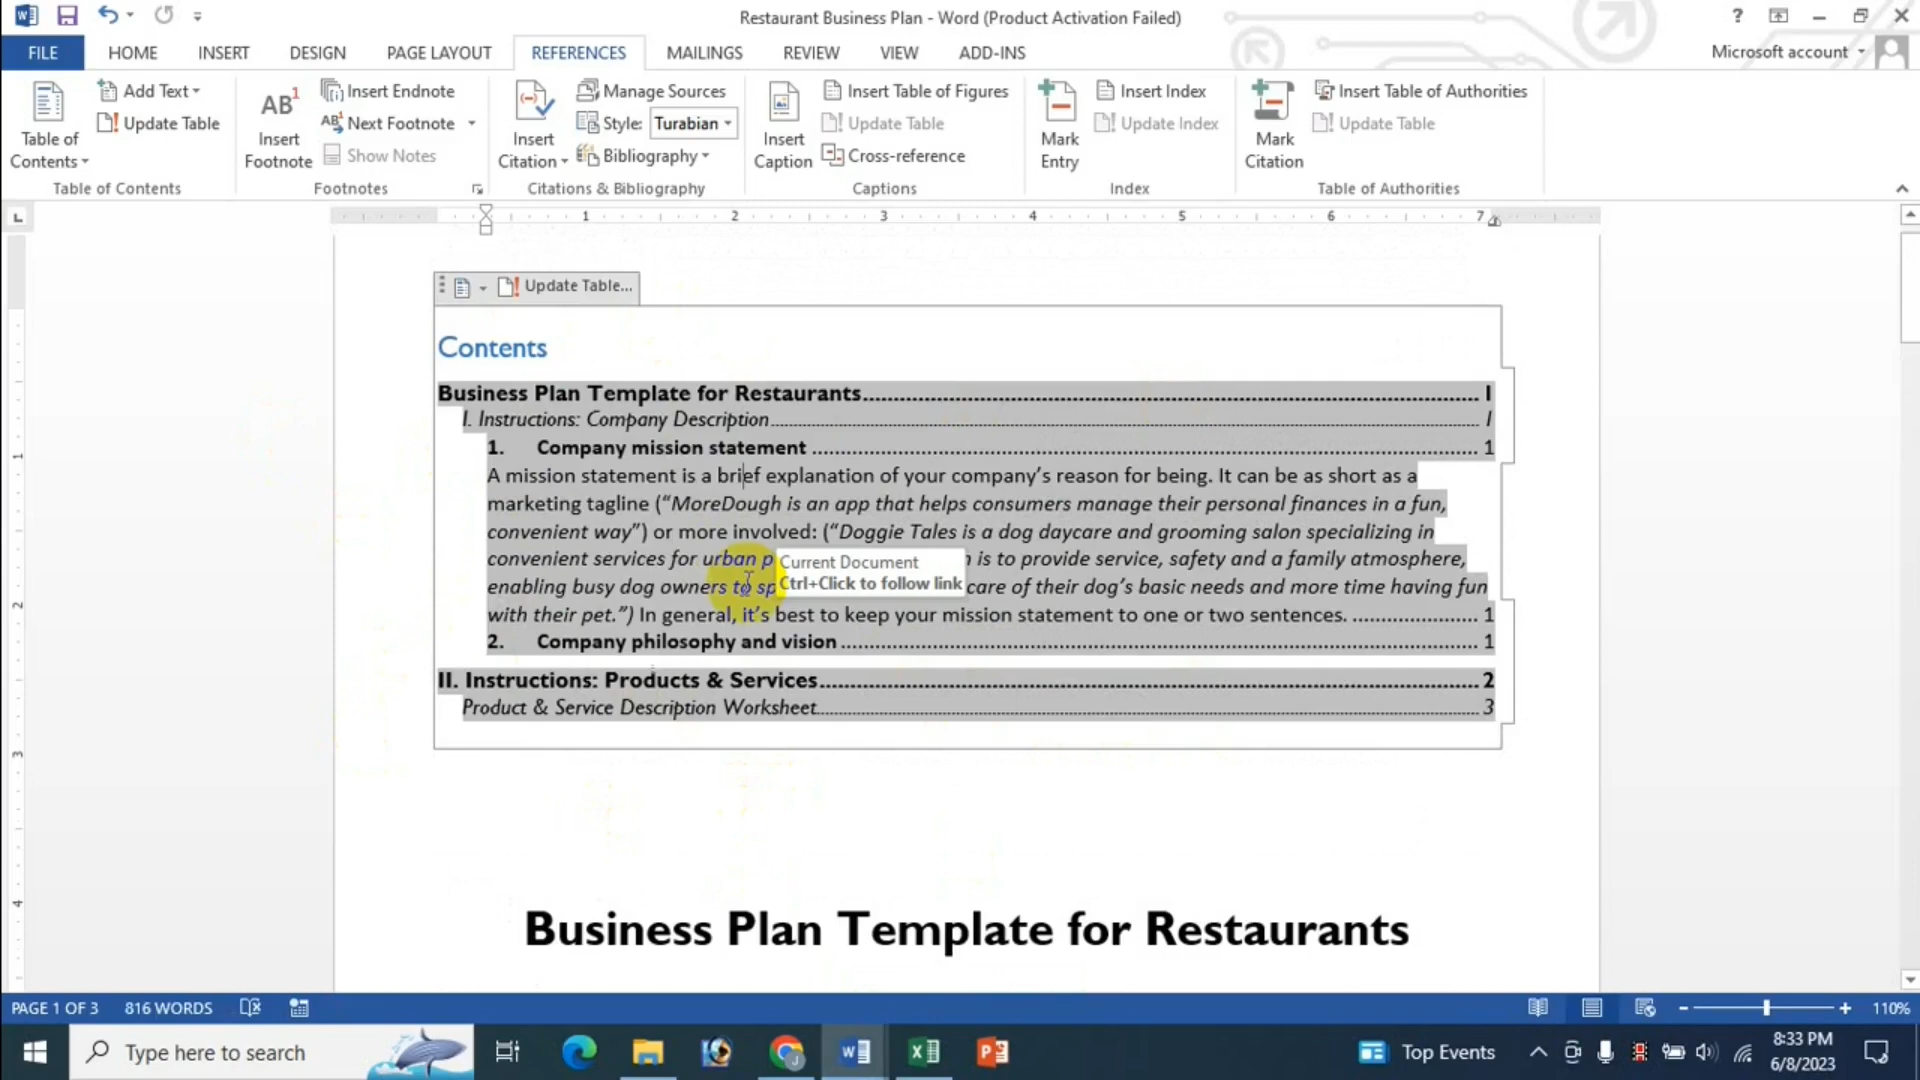 Restaurant Business Plan - Word (Product Activation Failed)
?
FILE HOME INSERT DESIGN PAGE LAYOUT REFERENCES MAILINGS REVIEW VIEW ADD-INS Microsoft account
Table of Contents
Add Text
Update Table
Table of Contents
AB1
Insert Footnote
Insert Endnote
Next Footnote
Show Notes
Footnotes
Insert Citation
Manage Sources
Style: Turabian
Bibliography
Citations & Bibliography
Insert Caption
Insert Table of Figures
Update Table
Cross-reference
Captions
Mark Entry
Insert Index
Update Index
Index
Mark Citation
Insert Table of Authorities
Update Table
Table of Authorities
L 1 2 3 4 5 6 7
Update Table...
Contents
Business Plan Template for Restaurants I
I. Instructions: Company Description I
1. Company mission statement 1
A mission statement is a brief explanation of your company’s reason for being. It can be as short as a
marketing tagline (“MoreDough is an app that helps consumers manage their personal finances in a fun,
convenient way”) or more involved: (“Doggie Tales is a dog daycare and grooming salon specializing in
convenient services for urban p is to provide service, safety and a family atmosphere,
Current Document
Ctrl+Click to follow link
enabling busy dog owners to sp care of their dog’s basic needs and more time having fun
with their pet.”) In general, it’s best to keep your mission statement to one or two sentences. 1
2. Company philosophy and vision 1
II. Instructions: Products & Services 2
Product & Service Description Worksheet 3
1
2
3
4
Business Plan Template for Restaurants
PAGE 1 OF 3 816 WORDS 110%
Type here to search Top Events 8:33 PM
6/8/2023